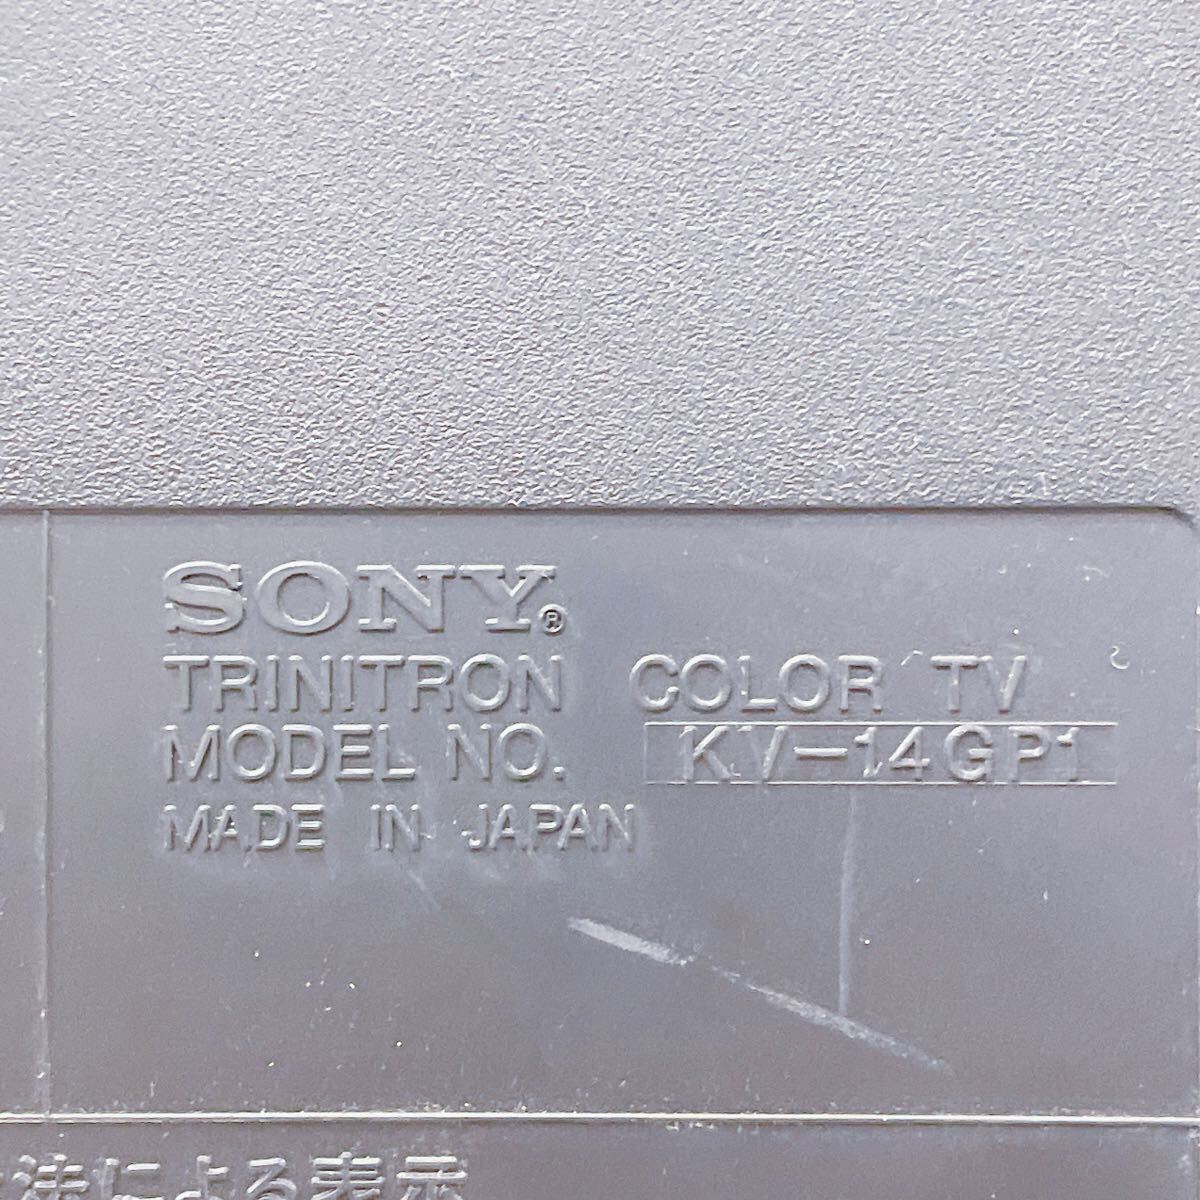 SONY®
TRINITRON COLOR TV
MODEL NO. KV-14GP1
MADE IN JAPAN
法による表示